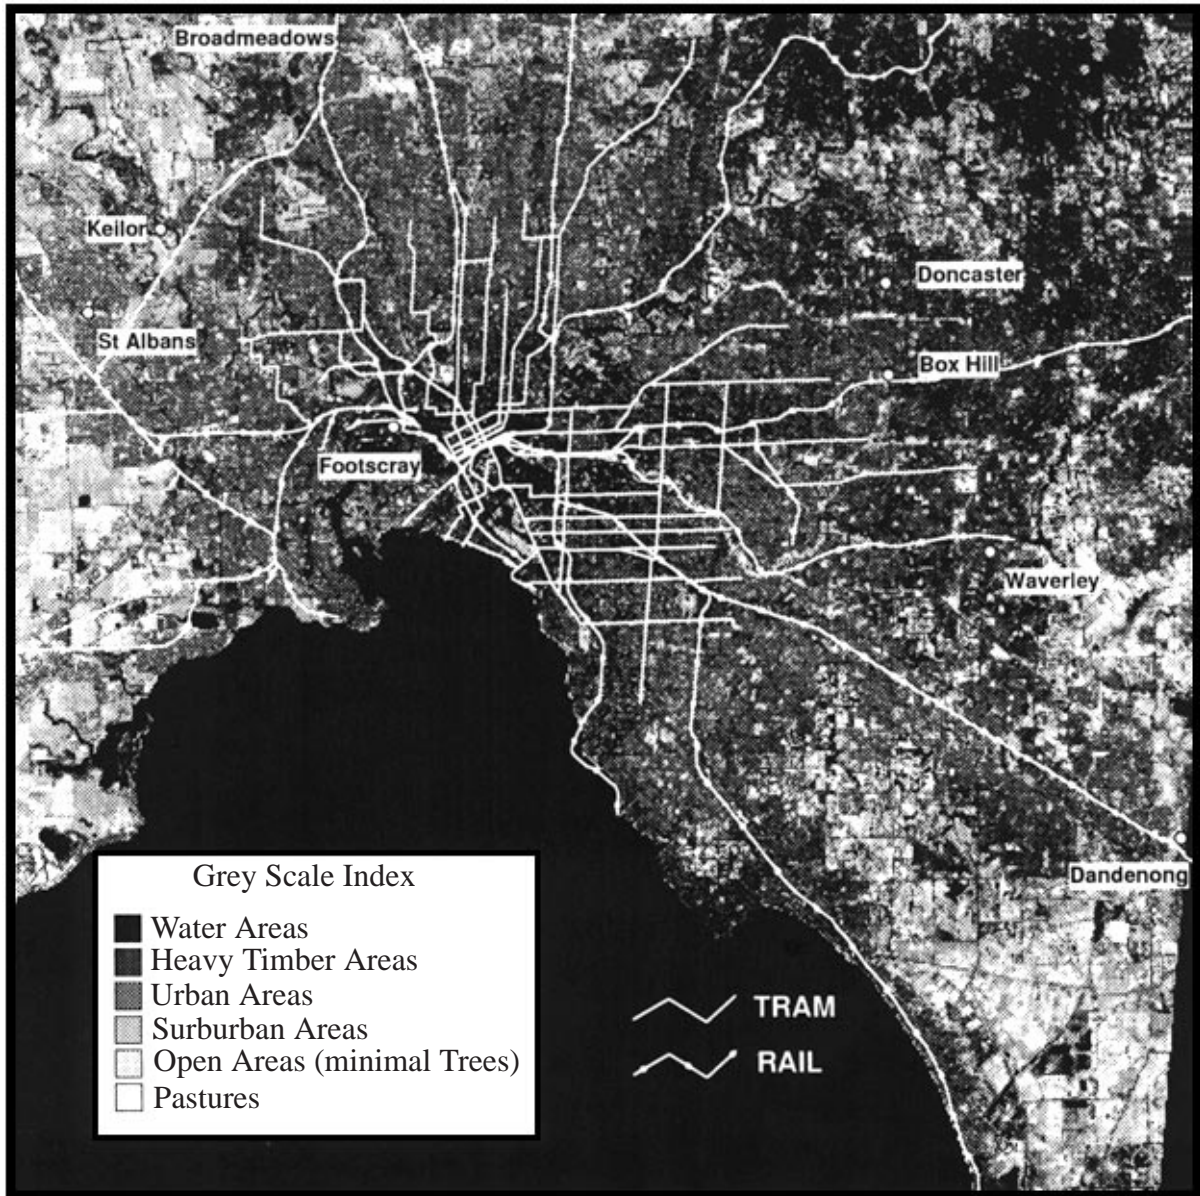 Broadmeadows
Keilor
Doncaster
St Albans
Box Hill
Footscray
Waverley
Dandenong
Grey Scale Index
Water Areas
Heavy Timber Areas
Urban Areas
Surburban Areas
Open Areas (minimal Trees)
Pastures
TRAM
RAIL